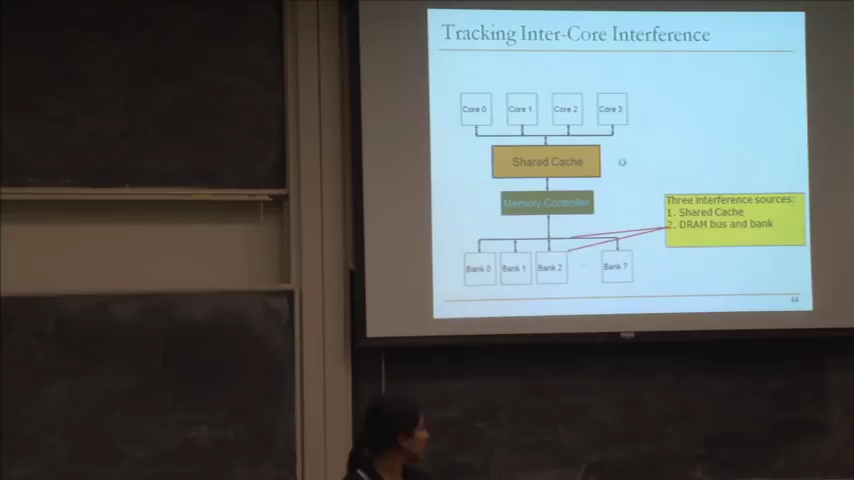 Tracking Inter-Core Interference
Core 0
Core 1
Core 2
Core 3
Shared Cache
Memory Controller
Three interference sources:
1. Shared Cache
2. DRAM bus and bank
Bank 0
Bank 1
Bank 2
...
Bank 7
44